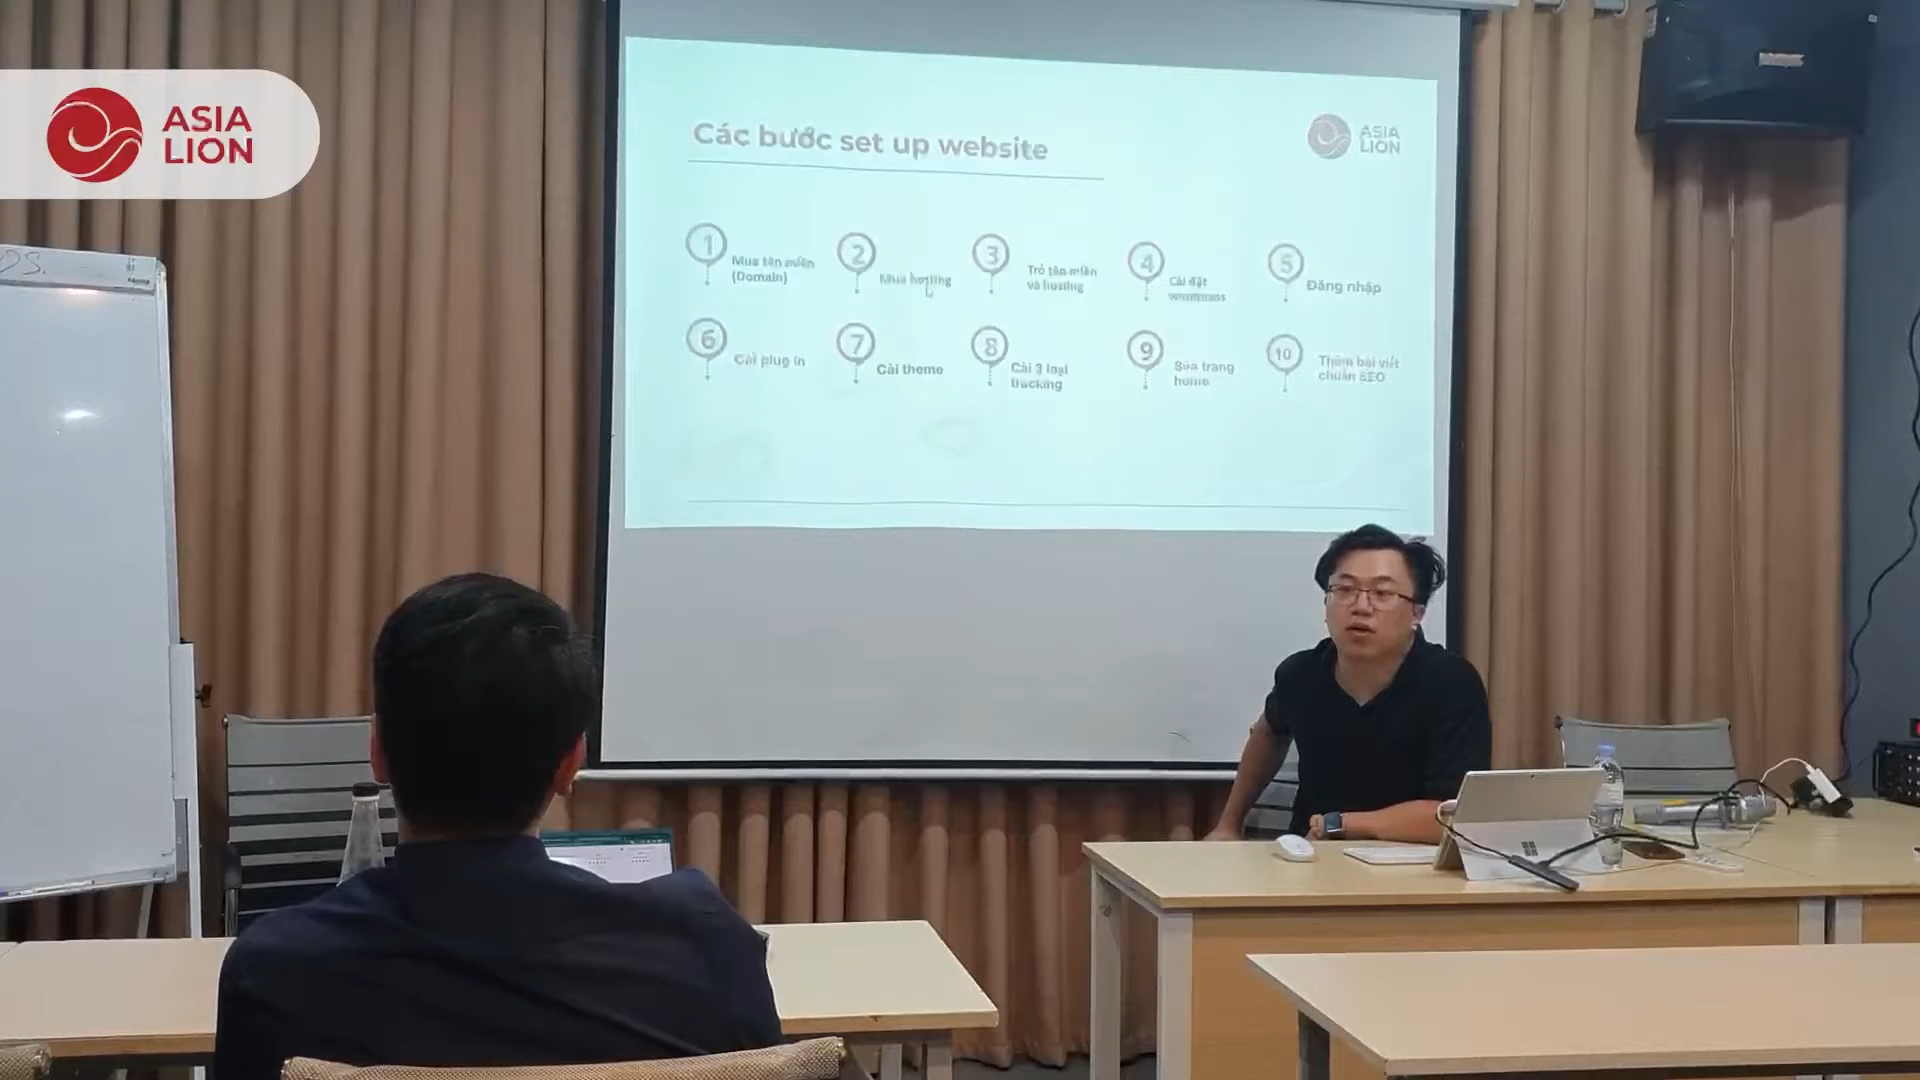 ASIA
LION
Các bước set up website
ASIA
LION
1
Mua tên miền
(Domain)
2
Mua hosting
3
Trỏ tên miền
và hosting
4
Cài đặt
wordpress
5
Đăng nhập
6
Cài plug in
7
Cài theme
8
Cài 3 loại
tracking
9
Sửa trang
home
10
Thêm bài viết
chuẩn SEO